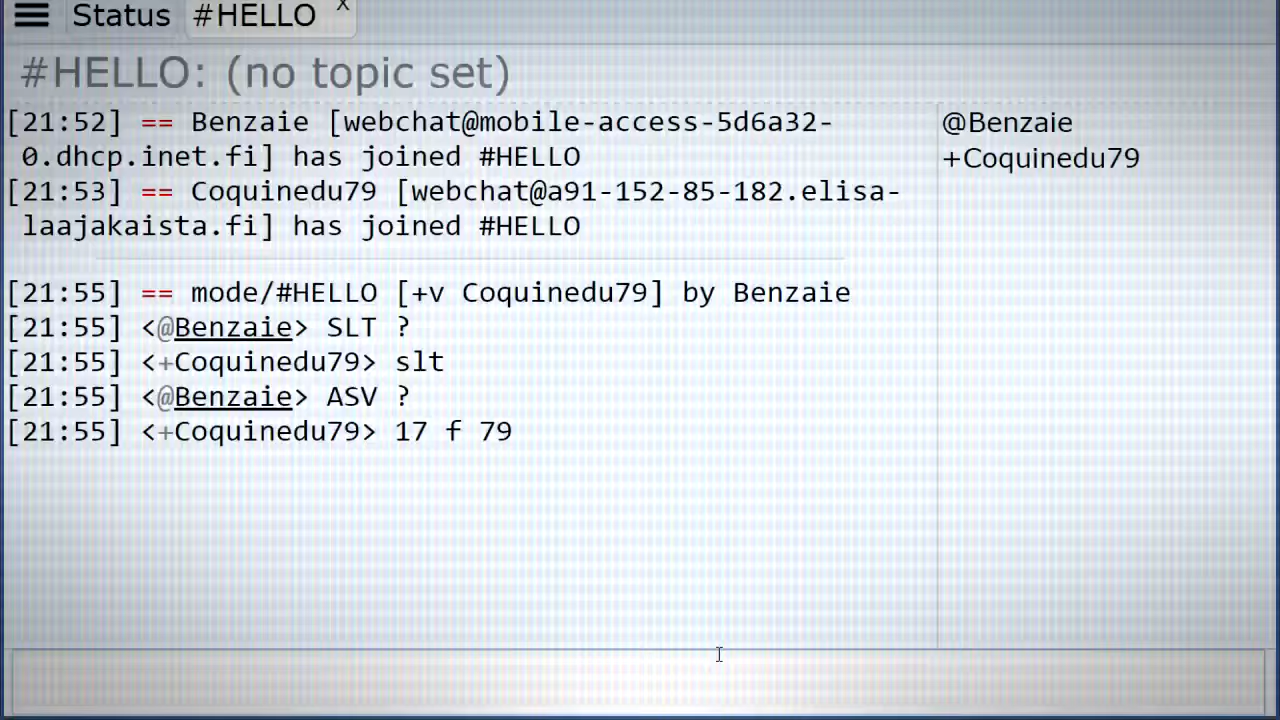 Status #HELLO x
#HELLO: (no topic set)
[21:52] == Benzaie [webchat@mobile-access-5d6a32-
0.dhcp.inet.fi] has joined #HELLO
[21:53] == Coquinedu79 [webchat@a91-152-85-182.elisa-
laajakaista.fi] has joined #HELLO
[21:55] == mode/#HELLO [+v Coquinedu79] by Benzaie
[21:55] <@Benzaie> SLT ?
[21:55] <+Coquinedu79> slt
[21:55] <@Benzaie> ASV ?
[21:55] <+Coquinedu79> 17 f 79
@Benzaie
+Coquinedu79